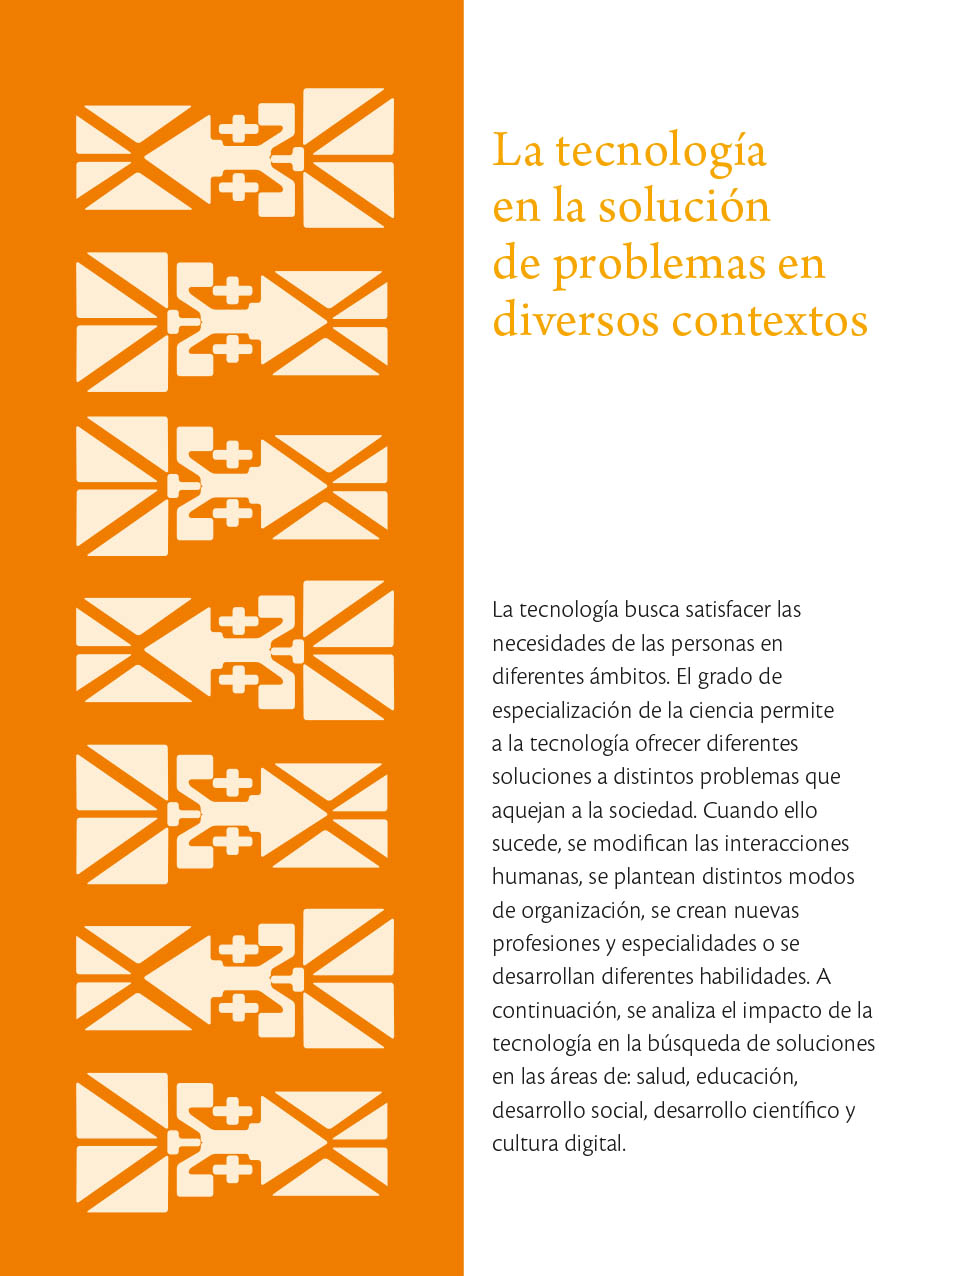 La tecnología
en la solución
de problemas en
diversos contextos
La tecnología busca satisfacer las
necesidades de las personas en
diferentes ámbitos. El grado de
especialización de la ciencia permite
a la tecnología ofrecer diferentes
soluciones a distintos problemas que
aquejan a la sociedad. Cuando ello
sucede, se modifican las interacciones
humanas, se plantean distintos modos
de organización, se crean nuevas
profesiones y especialidades o se
desarrollan diferentes habilidades. A
continuación, se analiza el impacto de la
tecnología en la búsqueda de soluciones
en las áreas de: salud, educación,
desarrollo social, desarrollo científico y
cultura digital.